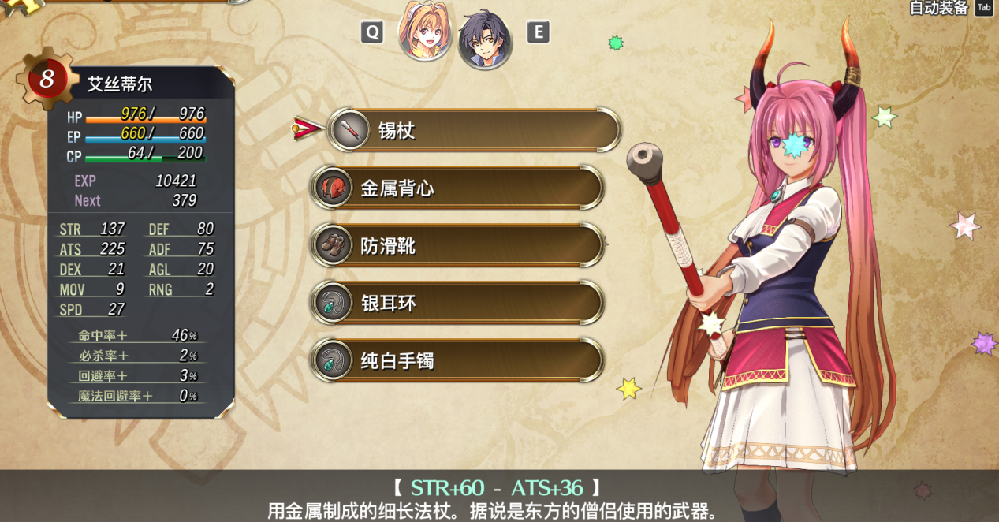 自动装备 Tab
Q E
8 艾丝蒂尔
HP 976/ 976
EP 660/ 660
CP 64/ 200
EXP 10421
Next 379
STR 137 DEF 80
ATS 225 ADF 75
DEX 21 AGL 20
MOV 9 RNG 2
SPD 27
命中率+ 46%
必杀率+ 2%
回避率+ 3%
魔法回避率+ 0%
锡杖
金属背心
防滑靴
银耳环
纯白手镯
【 STR+60 - ATS+36 】
用金属制成的细长法杖。据说是东方的僧侣使用的武器。